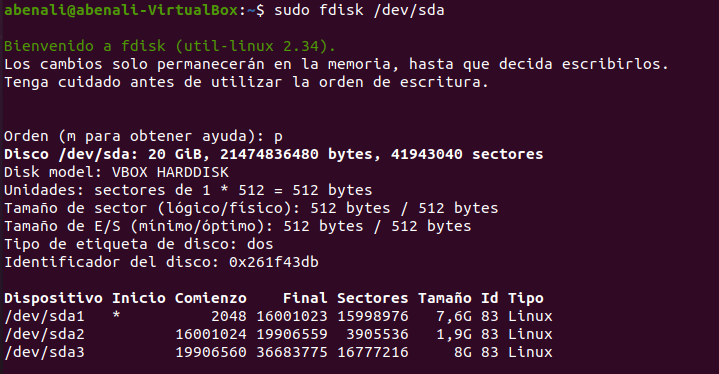 abenali@abenali-VirtualBox:~$ sudo fdisk /dev/sda
Bienvenido a fdisk (util-linux 2.34).
Los cambios solo permanecerán en la memoria, hasta que decida escribirlos.
Tenga cuidado antes de utilizar la orden de escritura.
Orden (m para obtener ayuda): p
Disco /dev/sda: 20 GiB, 21474836480 bytes, 41943040 sectores
Disk model: VBOX HARDDISK
Unidades: sectores de 1 * 512 = 512 bytes
Tamaño de sector (lógico/físico): 512 bytes / 512 bytes
Tamaño de E/S (mínimo/óptimo): 512 bytes / 512 bytes
Tipo de etiqueta de disco: dos
Identificador del disco: 0x261f43db
Dispositivo Inicio Comienzo    Final Sectores Tamaño Id Tipo
/dev/sda1   *          2048 16001023 15998976   7,6G 83 Linux
/dev/sda2          16001024 19906559  3905536   1,9G 83 Linux
/dev/sda3          19906560 36683775 16777216     8G 83 Linux